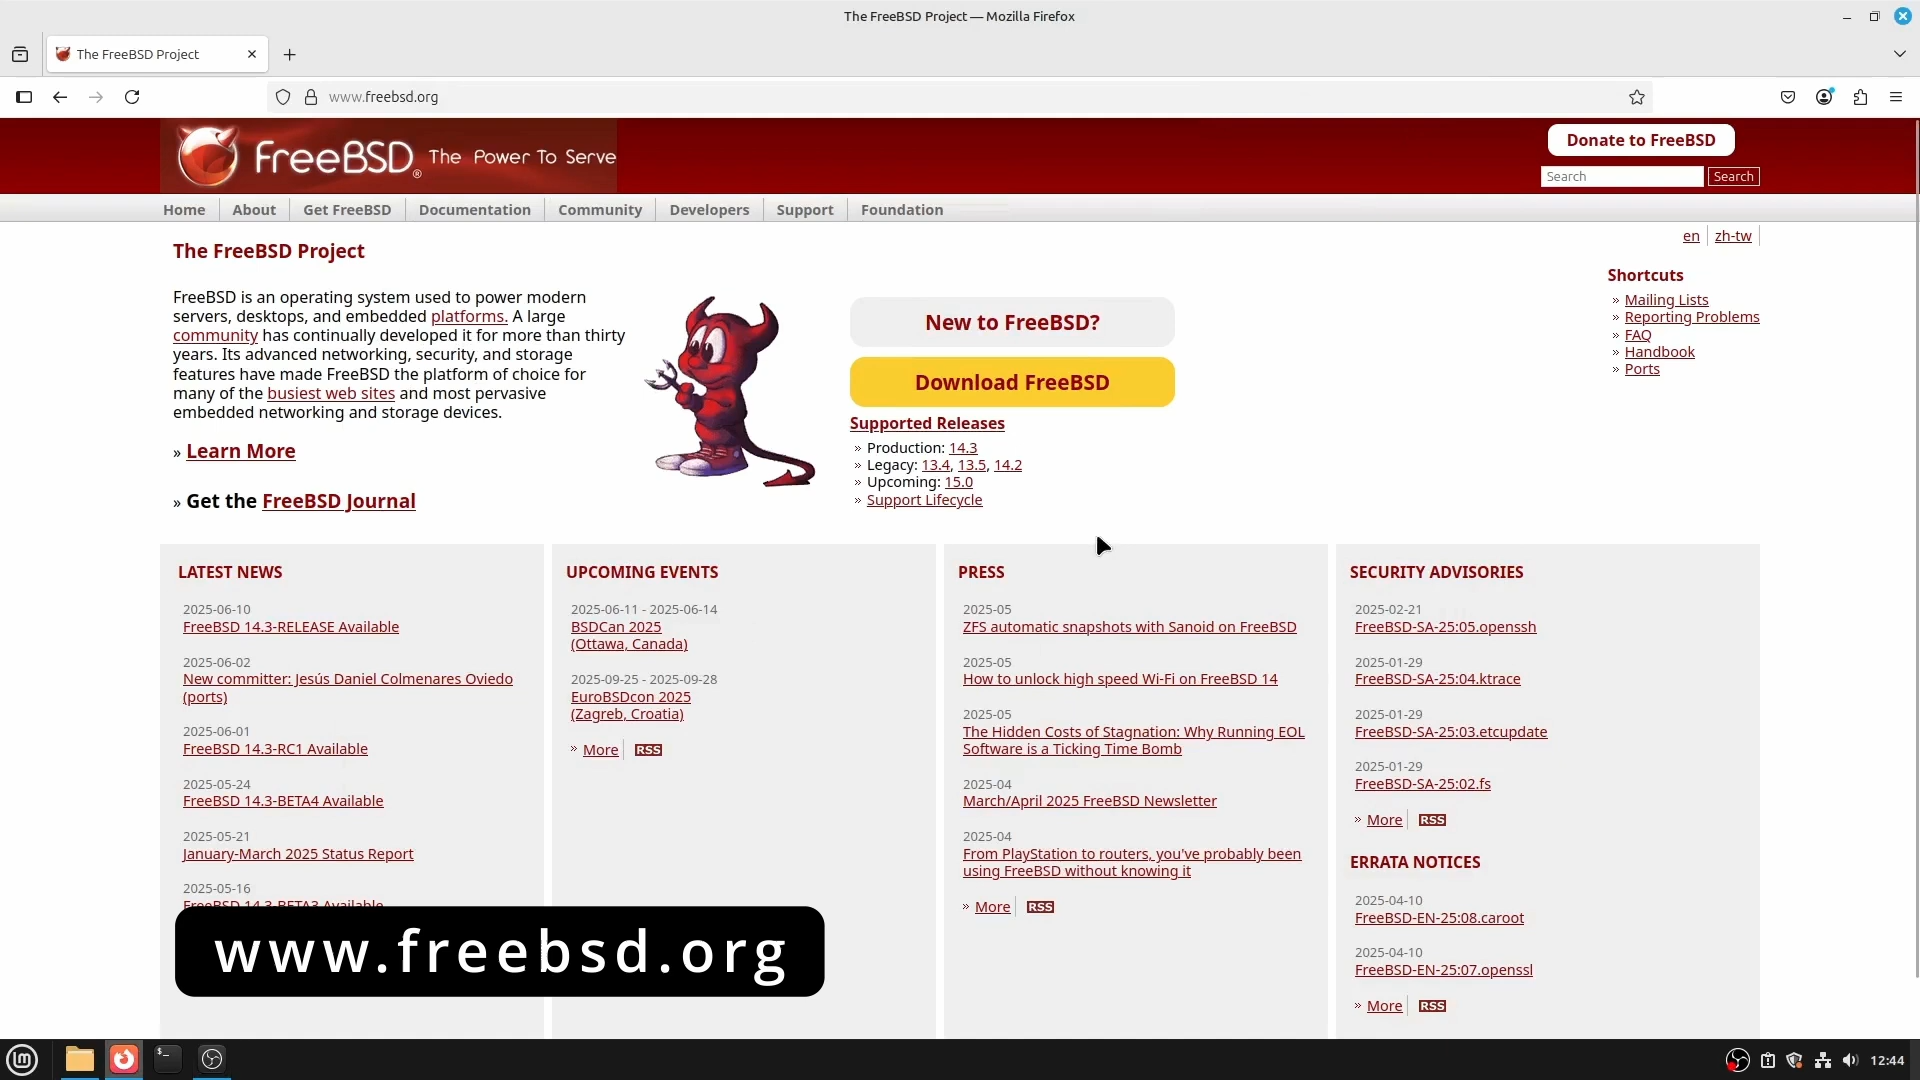 The FreeBSD Project — Mozilla Firefox
The FreeBSD Project
www.freebsd.org
FreeBSD® The Power To Serve
Donate to FreeBSD
Search
Search
Home
About
Get FreeBSD
Documentation
Community
Developers
Support
Foundation
en
zh-tw
The FreeBSD Project
FreeBSD is an operating system used to power modern
servers, desktops, and embedded platforms. A large
community has continually developed it for more than thirty
years. Its advanced networking, security, and storage
features have made FreeBSD the platform of choice for
many of the busiest web sites and most pervasive
embedded networking and storage devices.
» Learn More
» Get the FreeBSD Journal
New to FreeBSD?
Download FreeBSD
Supported Releases
» Production: 14.3
» Legacy: 13.4, 13.5, 14.2
» Upcoming: 15.0
» Support Lifecycle
Shortcuts
» Mailing Lists
» Reporting Problems
» FAQ
» Handbook
» Ports
LATEST NEWS
2025-06-10
FreeBSD 14.3-RELEASE Available
2025-06-02
New committer: Jesús Daniel Colmenares Oviedo
(ports)
2025-06-01
FreeBSD 14.3-RC1 Available
2025-05-24
FreeBSD 14.3-BETA4 Available
2025-05-21
January-March 2025 Status Report
2025-05-16
FreeBSD 14.3-BETA3 Available
UPCOMING EVENTS
2025-06-11 - 2025-06-14
BSDCan 2025
(Ottawa, Canada)
2025-09-25 - 2025-09-28
EuroBSDcon 2025
(Zagreb, Croatia)
» More
RSS
PRESS
2025-05
ZFS automatic snapshots with Sanoid on FreeBSD
2025-05
How to unlock high speed Wi-Fi on FreeBSD 14
2025-05
The Hidden Costs of Stagnation: Why Running EOL
Software is a Ticking Time Bomb
2025-04
March/April 2025 FreeBSD Newsletter
2025-04
From PlayStation to routers, you've probably been
using FreeBSD without knowing it
» More
RSS
SECURITY ADVISORIES
2025-02-21
FreeBSD-SA-25:05.openssh
2025-01-29
FreeBSD-SA-25:04.ktrace
2025-01-29
FreeBSD-SA-25:03.etcupdate
2025-01-29
FreeBSD-SA-25:02.fs
» More
RSS
ERRATA NOTICES
2025-04-10
FreeBSD-EN-25:08.caroot
2025-04-10
FreeBSD-EN-25:07.openssl
» More
RSS
www.freebsd.org
12:44